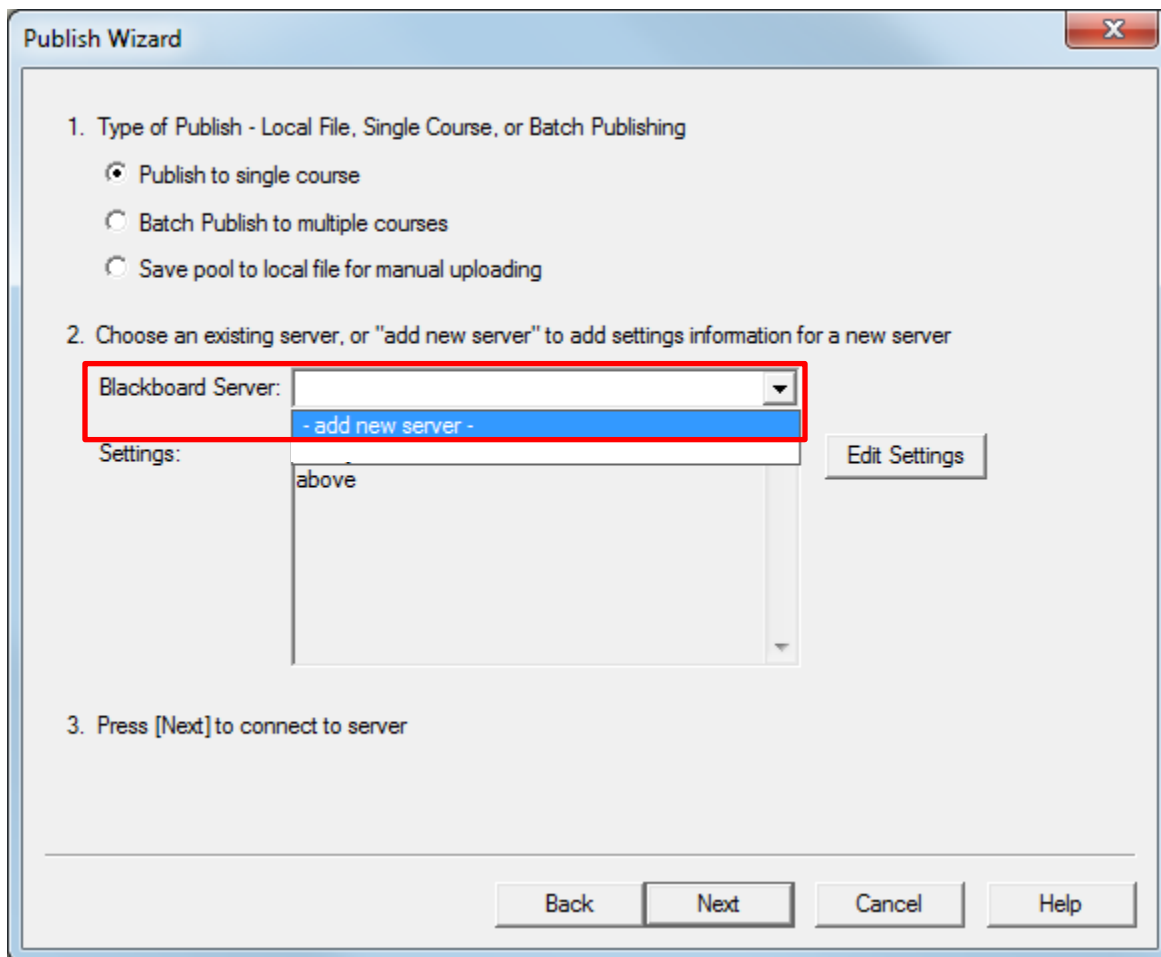 Publish Wizard
1. Type of Publish - Local File, Single Course, or Batch Publishing
Publish to single course
Batch Publish to multiple courses
Save pool to local file for manual uploading
2. Choose an existing server, or "add new server" to add settings information for a new server
Blackboard Server:
- add new server -
Settings:
Edit Settings
above
3. Press [Next] to connect to server
Back
Next
Cancel
Help